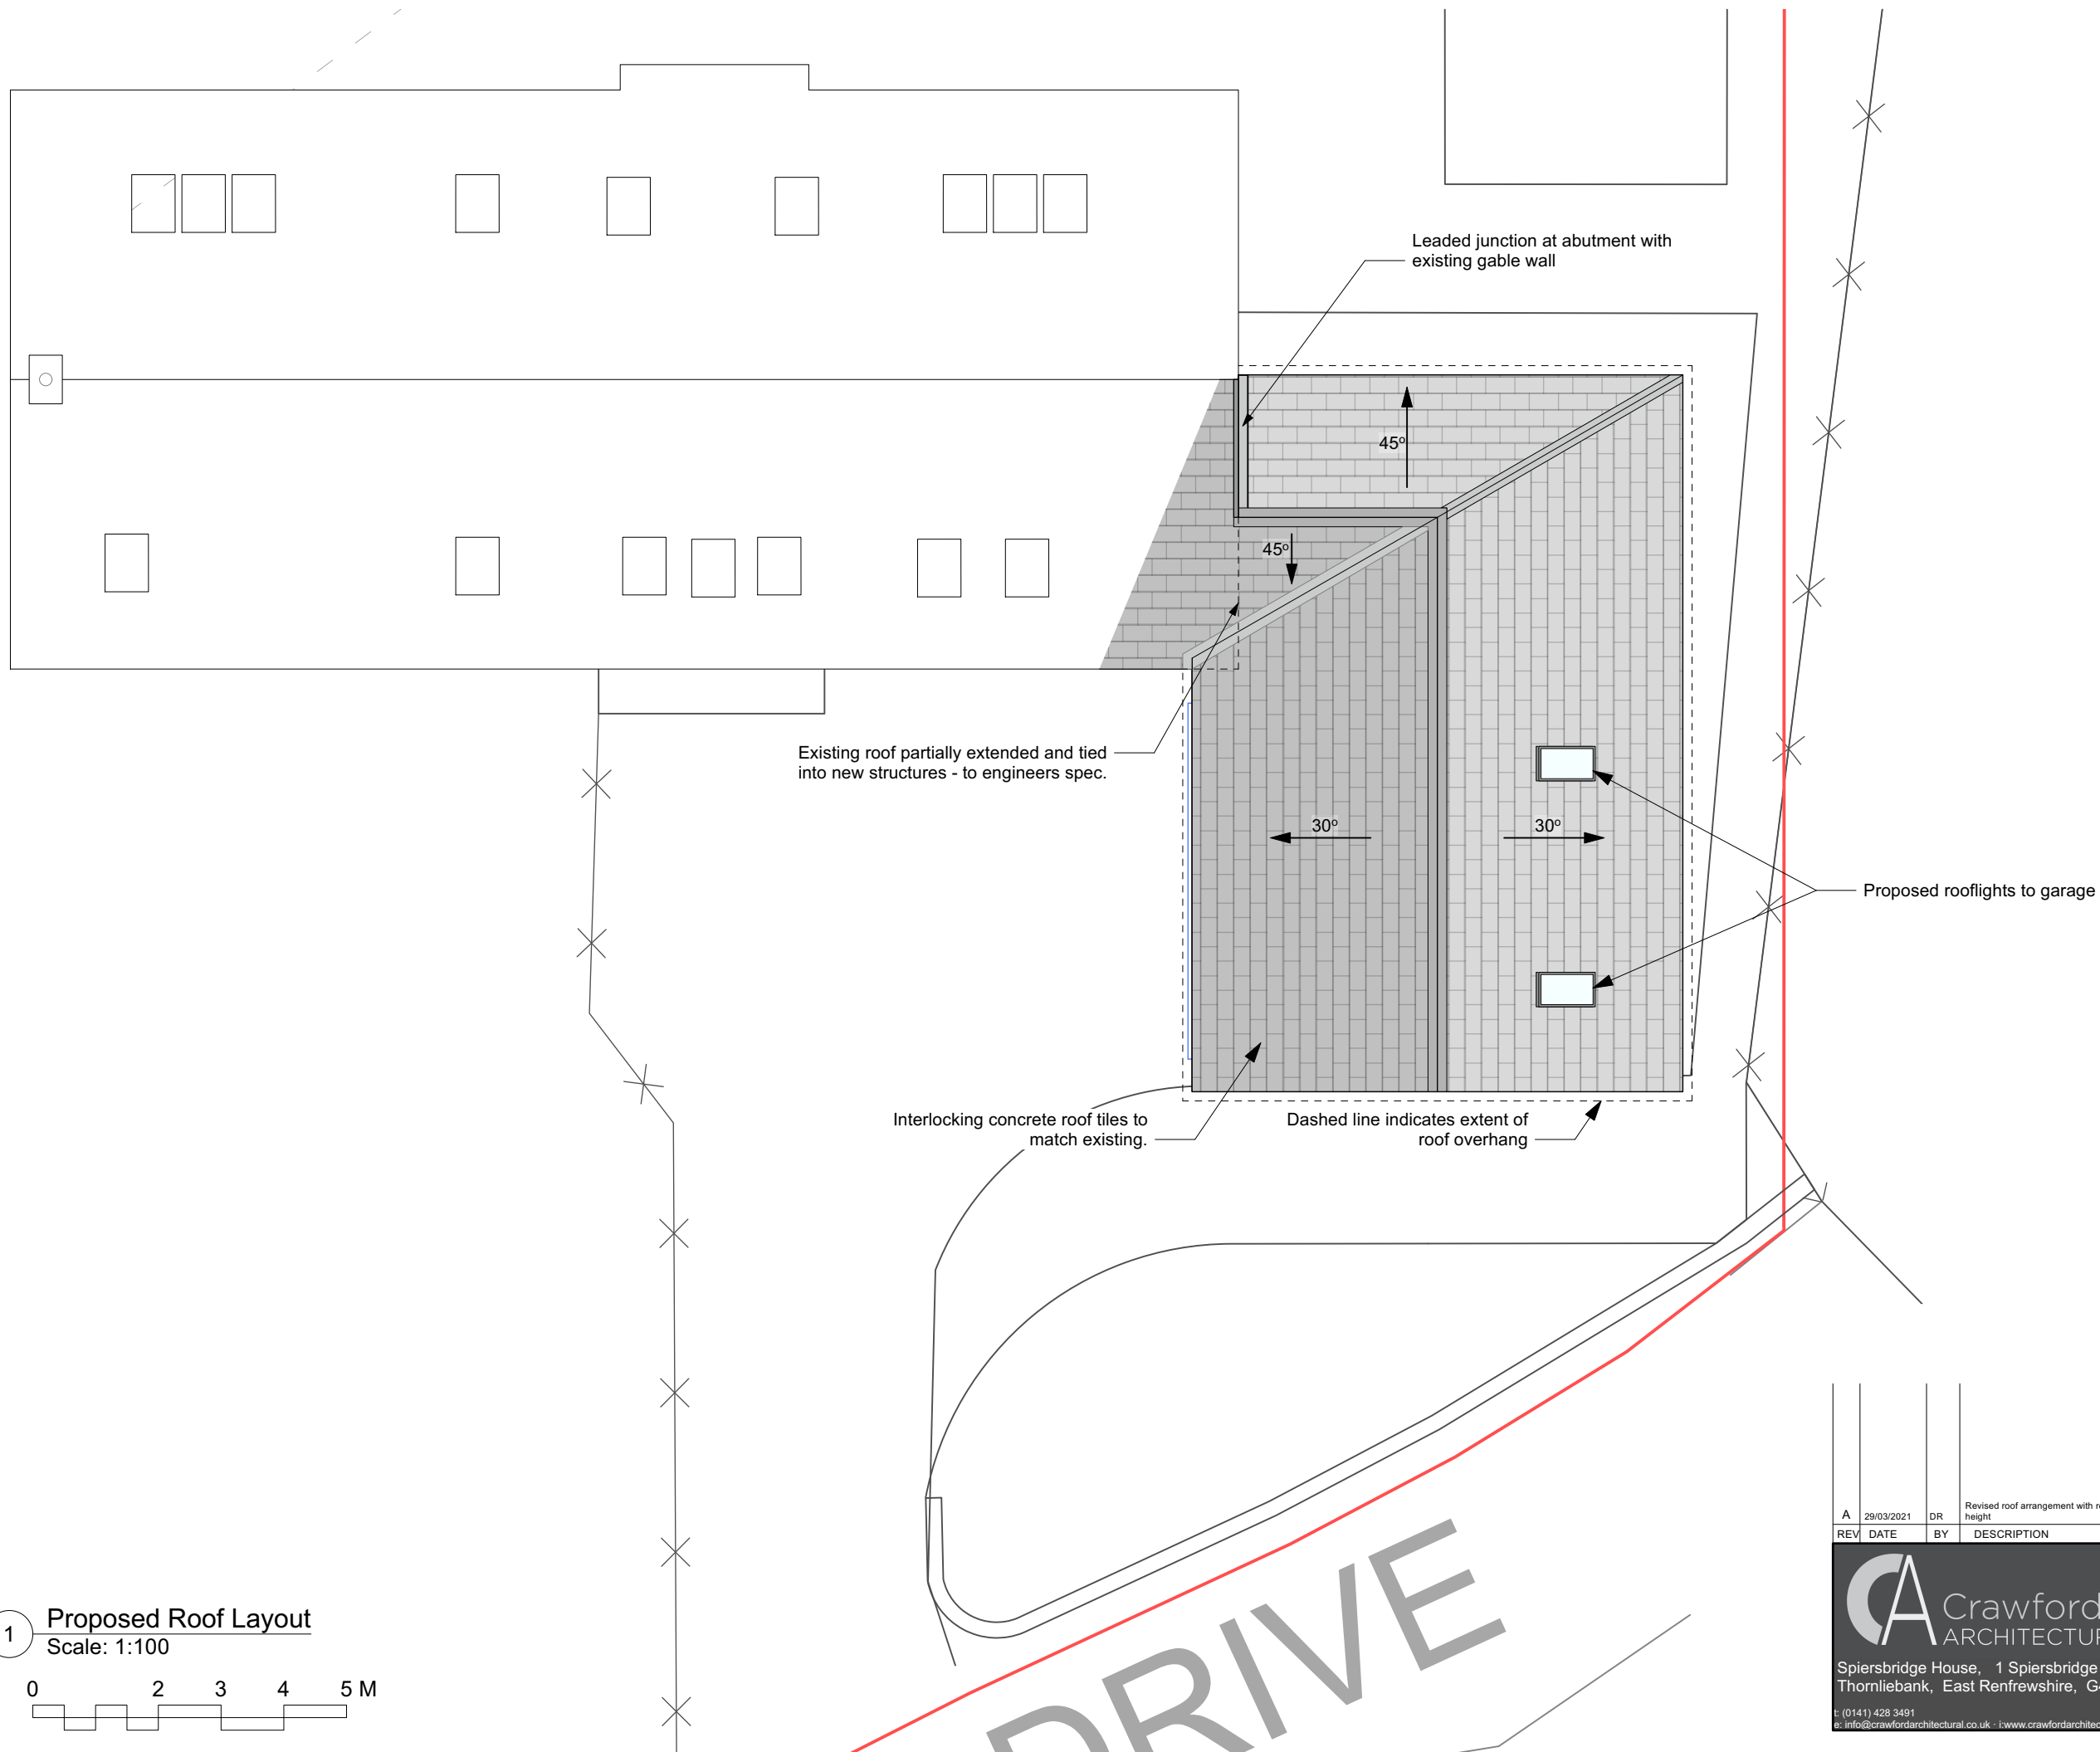 Leaded junction at abutment with
existing gable wall
45º
45º
Existing roof partially extended and tied
into new structures - to engineers spec.
30º
30º
Proposed rooflights to garage
Interlocking concrete roof tiles to
match existing.
Dashed line indicates extent of
roof overhang
DRIVE
1
Proposed Roof Layout
Scale: 1:100
0 2 3 4 5 M
A 29/03/2021 DR Revised roof arrangement with
height
REV DATE BY DESCRIPTION
CA Crawford
ARCHITECTU
Spiersbridge House, 1 Spiersbridge
Thornliebank, East Renfrewshire,
t: (0141) 428 3491
e: info@crawfordarchitectural.co.uk · i:www.crawfordarchitec